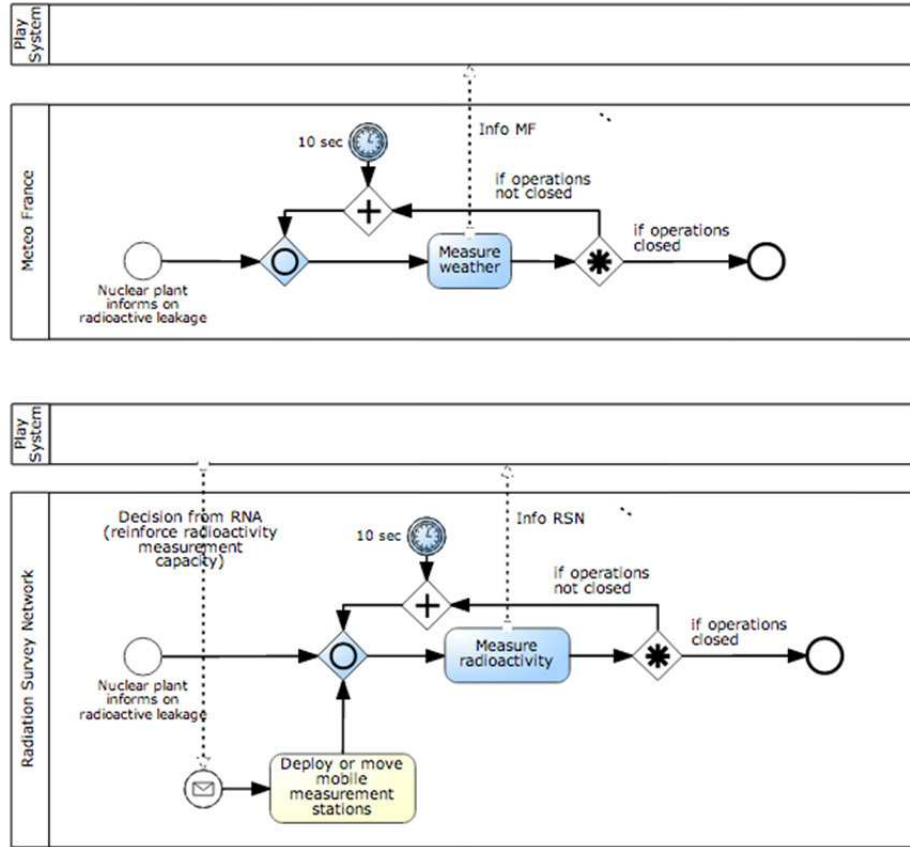 Play
System
10 sec
Info MF
if operations
not closed
if operations
closed
Meteo France
Measure
weather
Nuclear plant
informs on
radioactive leakage
Play
System
Decision from RNA
(reinforce radioactivity
measurement
capacity)
10 sec
Info RSN
if operations
not closed
if operations
closed
Radiation Survey Network
Measure
radioactivity
Nuclear plant
informs on
radioactive leakage
Deploy or move
mobile
measurement
stations